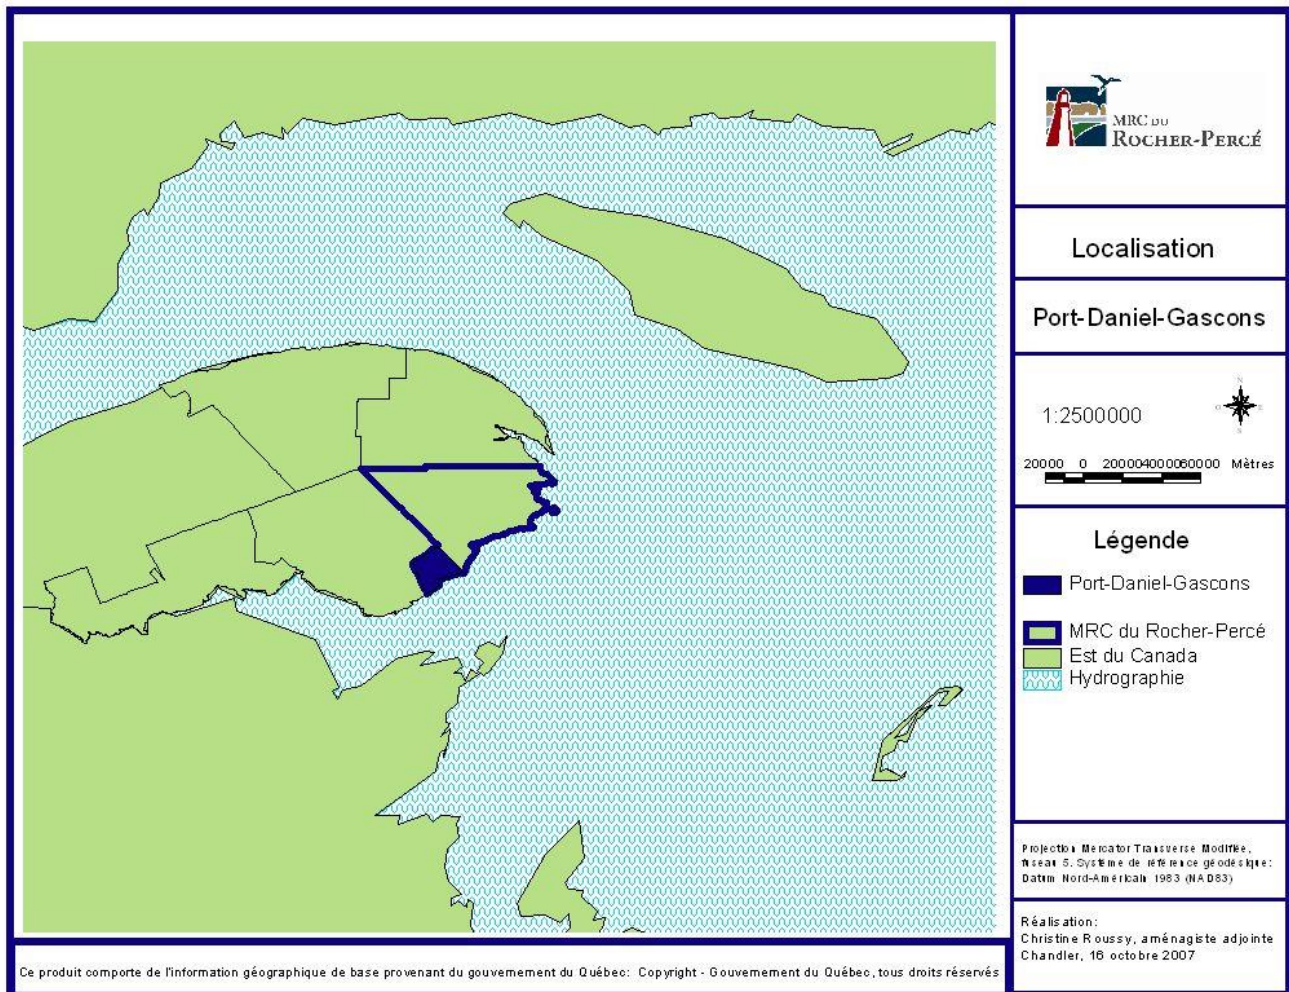 MRC DU
ROCHER-PERCÉ
Localisation
Port-Daniel-Gascons
1:2500000
N
O E
S
20000 0 20000 40000 60000 Mètres
Légende
Port-Daniel-Gascons
MRC du Rocher-Percé
Est du Canada
Hydrographie
Projection Mercator Transverse Modifiée,
fuseau 5. Système de référence géodésique:
Datum Nord-Américain 1983 (NAD83)
Réalisation:
Christine Roussy, aménagiste adjointe
Chandler, 16 octobre 2007
Ce produit comporte de l'information géographique de base provenant du gouvernement du Québec: Copyright - Gouvernement du Québec, tous droits réservés